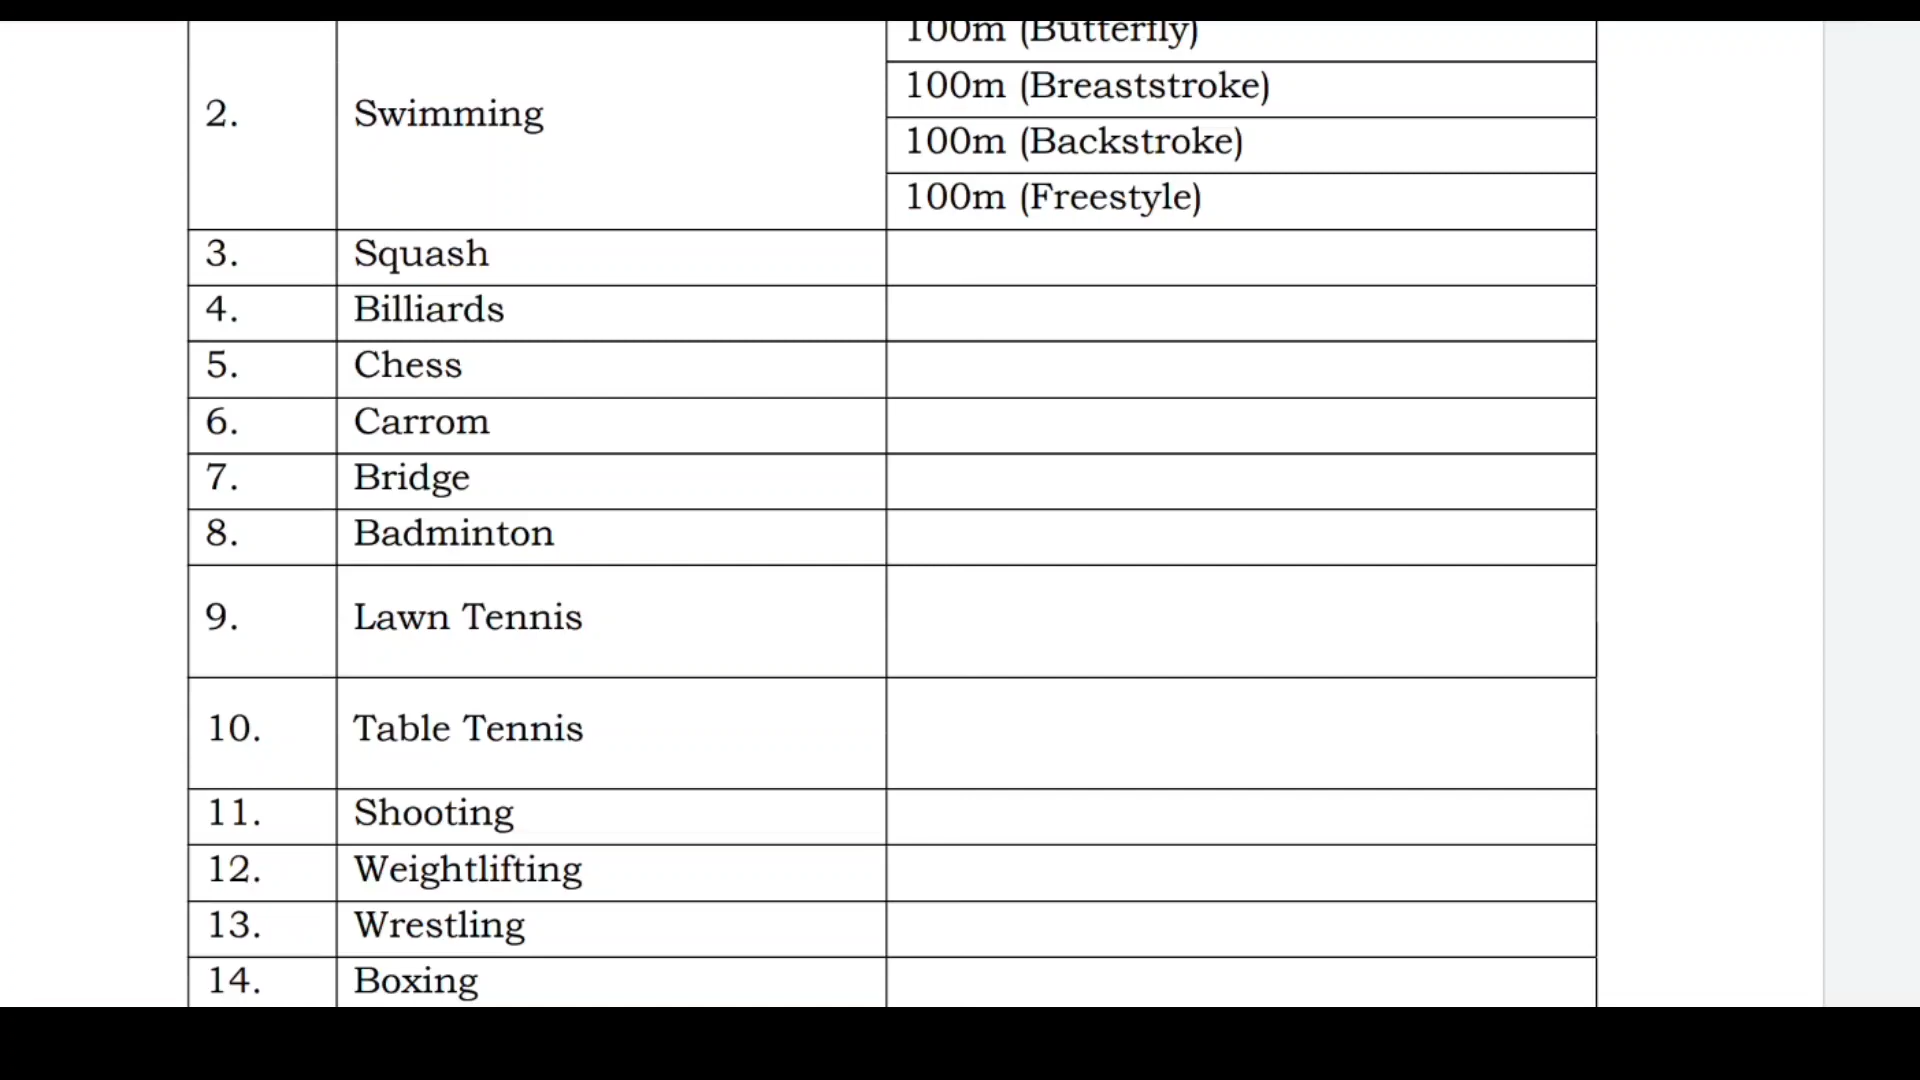 100m (Butterfly)
100m (Breaststroke)
2. Swimming
100m (Backstroke)
100m (Freestyle)
3. Squash
4. Billiards
5. Chess
6. Carrom
7. Bridge
8. Badminton
9. Lawn Tennis
10. Table Tennis
11. Shooting
12. Weightlifting
13. Wrestling
14. Boxing